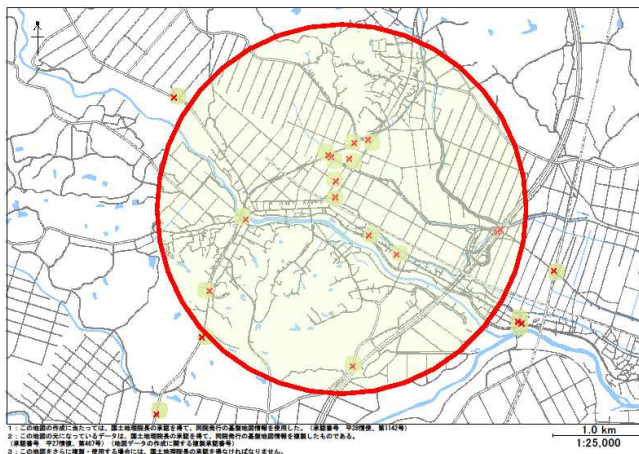 1.0 km
1:25,000
1：この地図の作成に当たっては、国土地理院長の承認を得て、同院発行の基盤地図情報を使用した。（承認番号　平28情使、第1142号）
2：この地図の元になっているデータは、国土地理院長の承認を得て、同院発行の基盤地図情報を複製したものである。
（承認番号　平27情複、第467号）（地図データの作成に関する複製承認番号）
3：この地図をさらに複製・使用する場合には、国土地理院長の承認を得なければなりません。